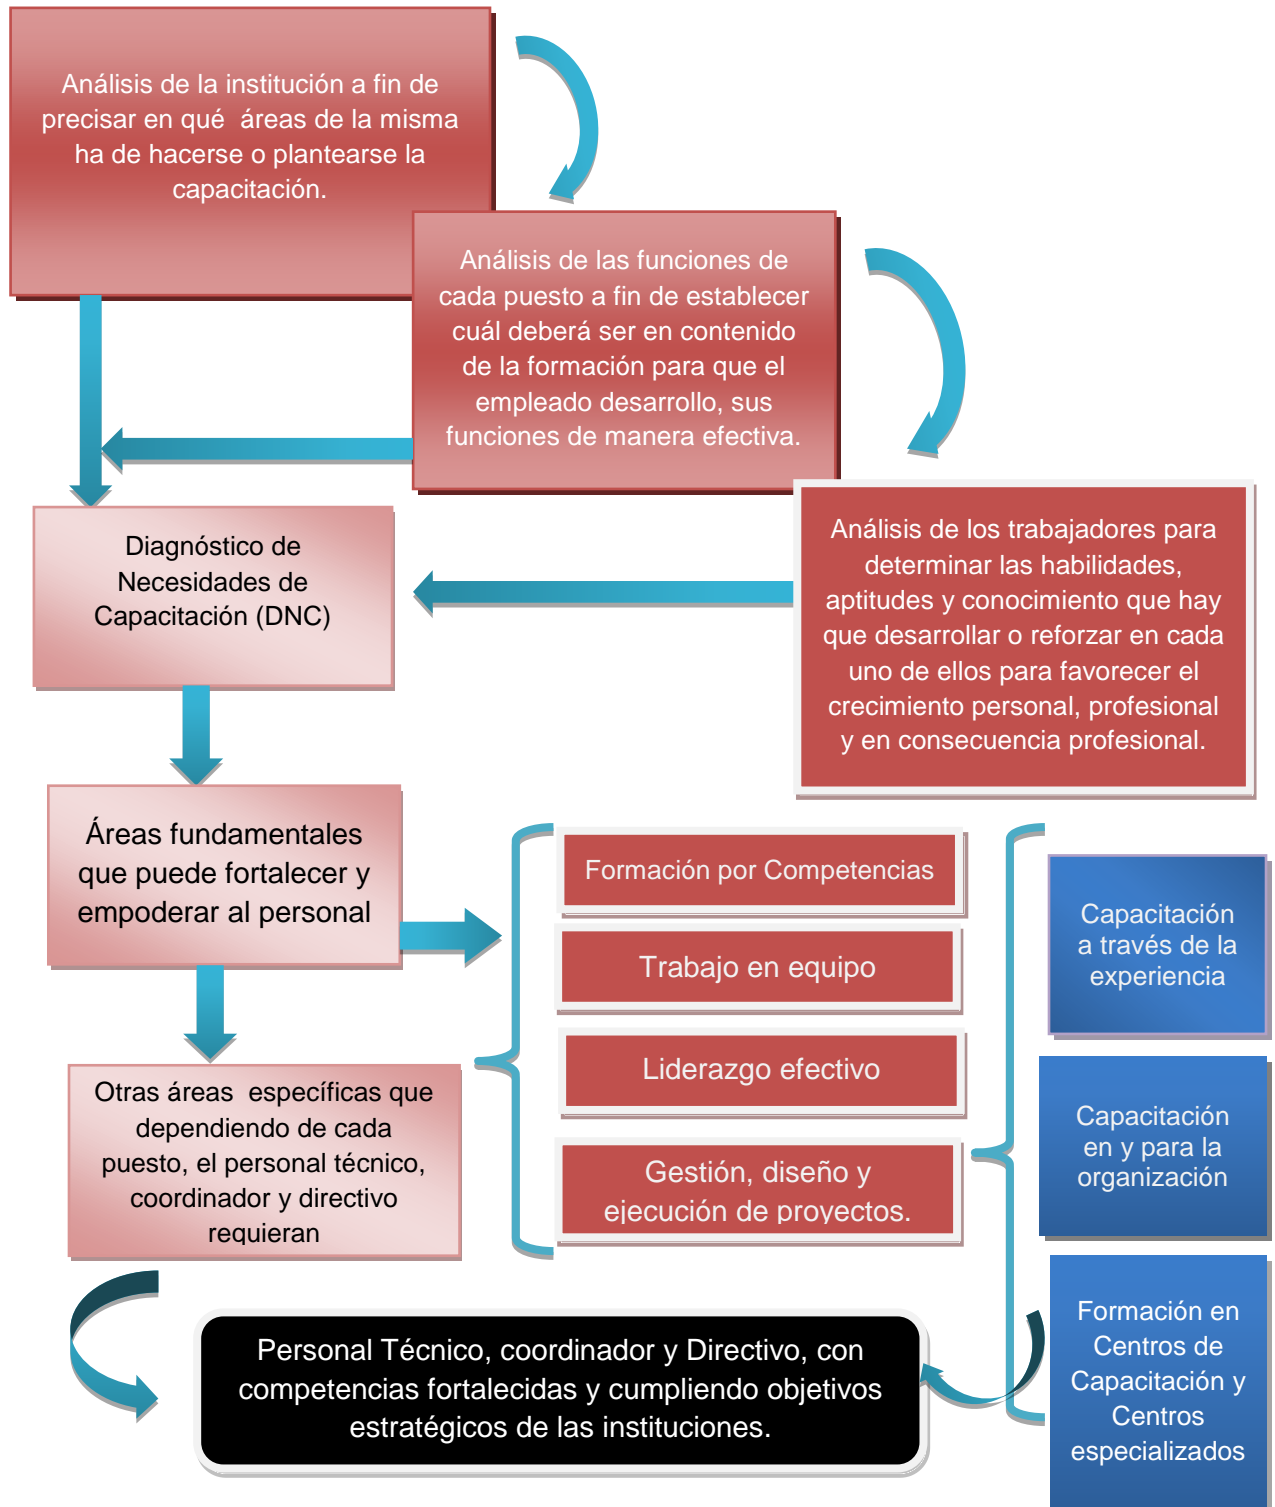 Análisis de la institución a fin de
precisar en qué áreas de la misma
ha de hacerse o plantearse la
capacitación.
Análisis de las funciones de
cada puesto a fin de establecer
cuál deberá ser en contenido
de la formación para que el
empleado desarrollo, sus
funciones de manera efectiva.
Análisis de los trabajadores para
determinar las habilidades,
aptitudes y conocimiento que hay
que desarrollar o reforzar en cada
uno de ellos para favorecer el
crecimiento personal, profesional
y en consecuencia profesional.
Diagnóstico de
Necesidades de
Capacitación (DNC)
Áreas fundamentales
que puede fortalecer y
empoderar al personal
Formación por Competencias
Trabajo en equipo
Liderazgo efectivo
Gestión, diseño y
ejecución de proyectos.
Capacitación
a través de la
experiencia
Capacitación
en y para la
organización
Formación en
Centros de
Capacitación y
Centros
especializados
Otras áreas específicas que
dependiendo de cada
puesto, el personal técnico,
coordinador y directivo
requieran
Personal Técnico, coordinador y Directivo, con
competencias fortalecidas y cumpliendo objetivos
estratégicos de las instituciones.